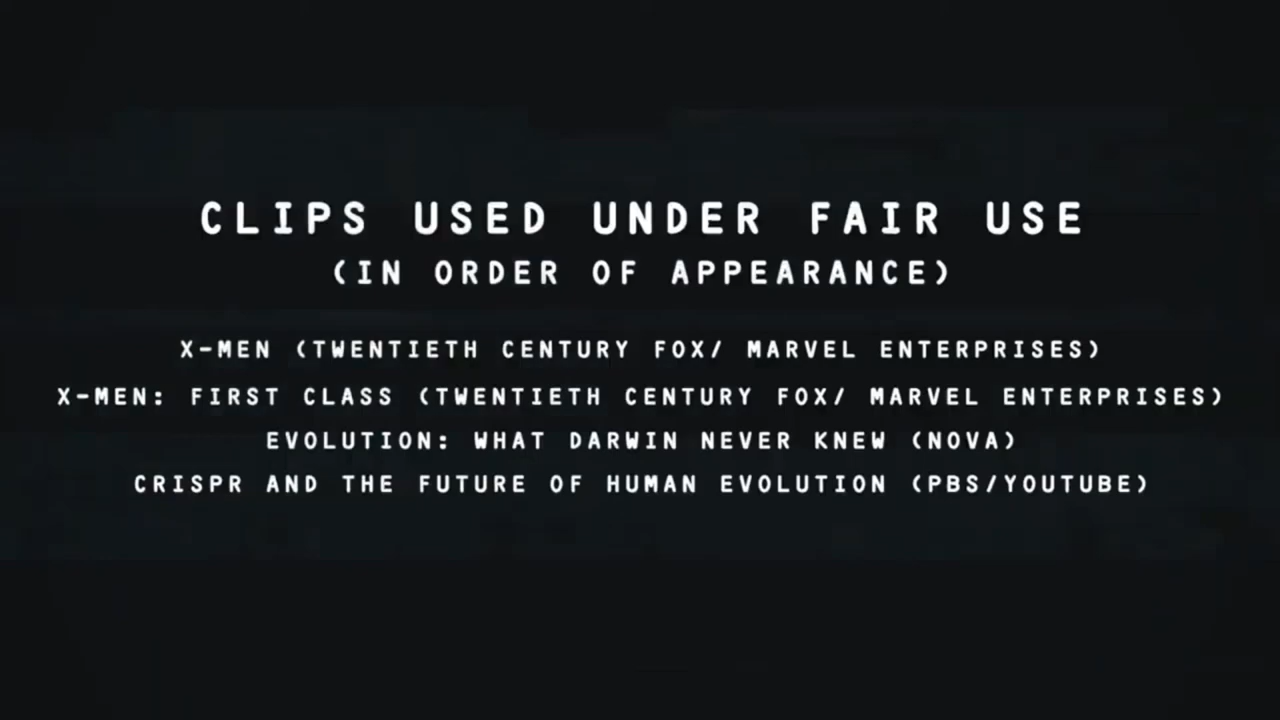 CLIPS USED UNDER FAIR USE
(IN ORDER OF APPEARANCE)
X-MEN (TWENTIETH CENTURY FOX/ MARVEL ENTERPRISES)
X-MEN: FIRST CLASS (TWENTIETH CENTURY FOX/ MARVEL ENTERPRISES)
EVOLUTION: WHAT DARWIN NEVER KNEW (NOVA)
CRISPR AND THE FUTURE OF HUMAN EVOLUTION (PBS/YOUTUBE)